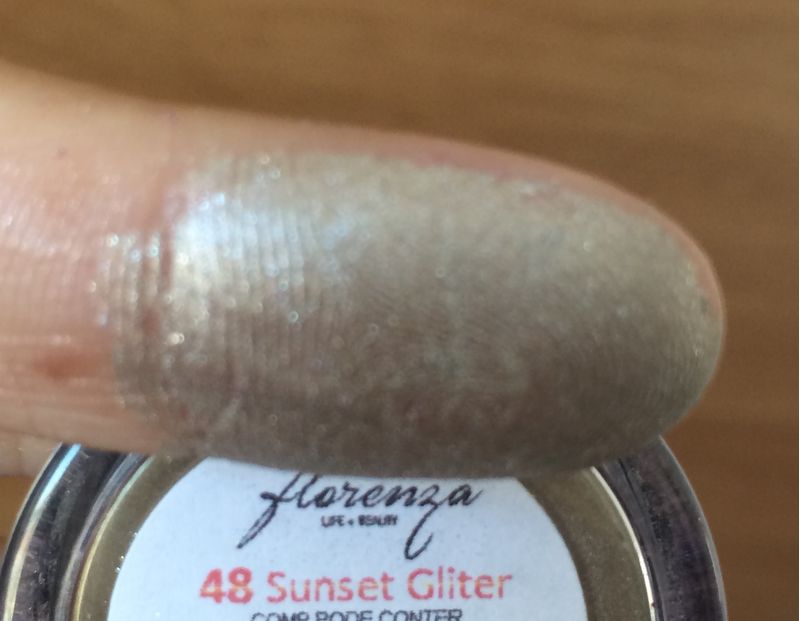 florenza
LIFE + BEAUTY
48 Sunset Gliter